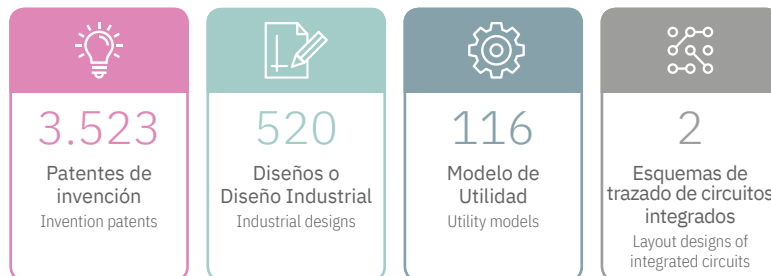 3.523
Patentes de
invención
Invention patents
520
Diseños o
Diseño Industrial
Industrial designs
116
Modelo de
Utilidad
Utility models
2
Esquemas de
trazado de circuitos
integrados
Layout designs of
integrated circuits